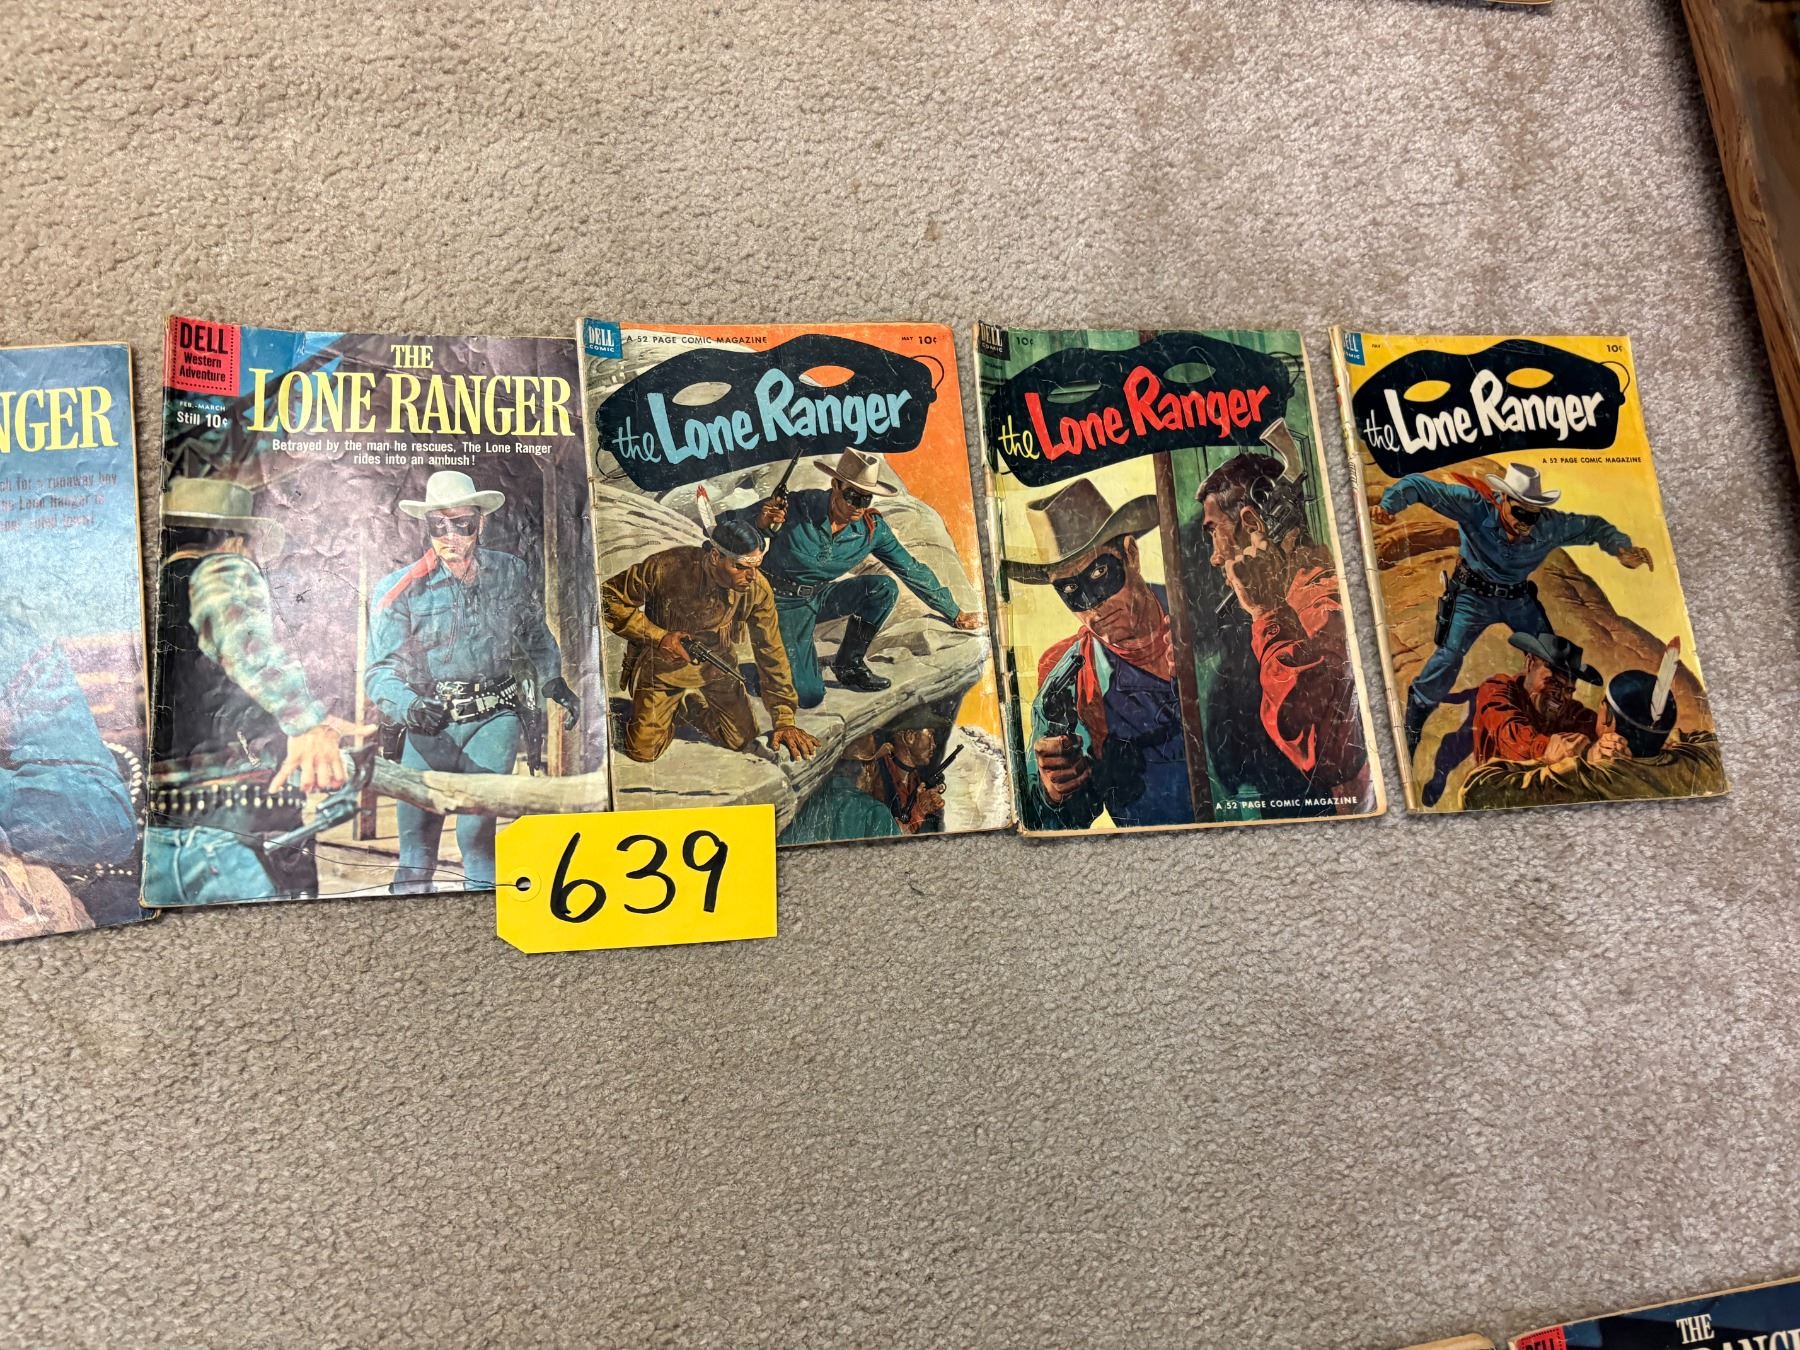 NGER
DELL
Western
Adventure
FEB.-MARCH
Still 10¢
THE
LONE RANGER
Betrayed by the man he rescues, The Lone Ranger
rides into an ambush!
DELL
COMIC
A 52 PAGE COMIC MAGAZINE
MAY 10¢
the Lone Ranger
DELL
COMIC
10¢
the Lone Ranger
A 52 PAGE COMIC MAGAZINE
DELL
COMIC
JULY
10¢
the Lone Ranger
A 52 PAGE COMIC MAGAZINE
639
DELL
THE